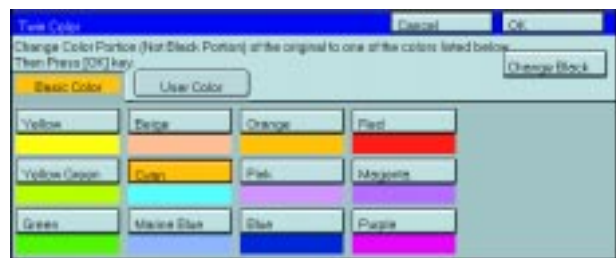 Twin Color Cancel OK
Change Color Portion (Not Black Portion) of the original to one of the colors listed below.
Then Press [OK] key.
Change Black
Basic Color User Color
Yellow Beige Orange Red
Yellow Green Cyan Pink Magenta
Green Marine Blue Blue Purple